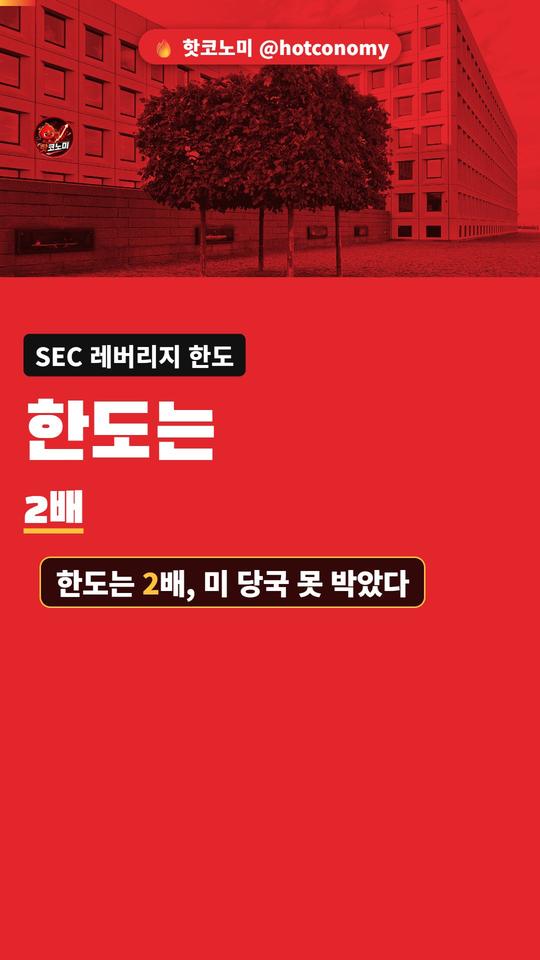 🔥 핫코노미 @hotconomy
핫코노미
SEC 레버리지 한도
한도는
2배
한도는 2배, 미 당국 못 박았다